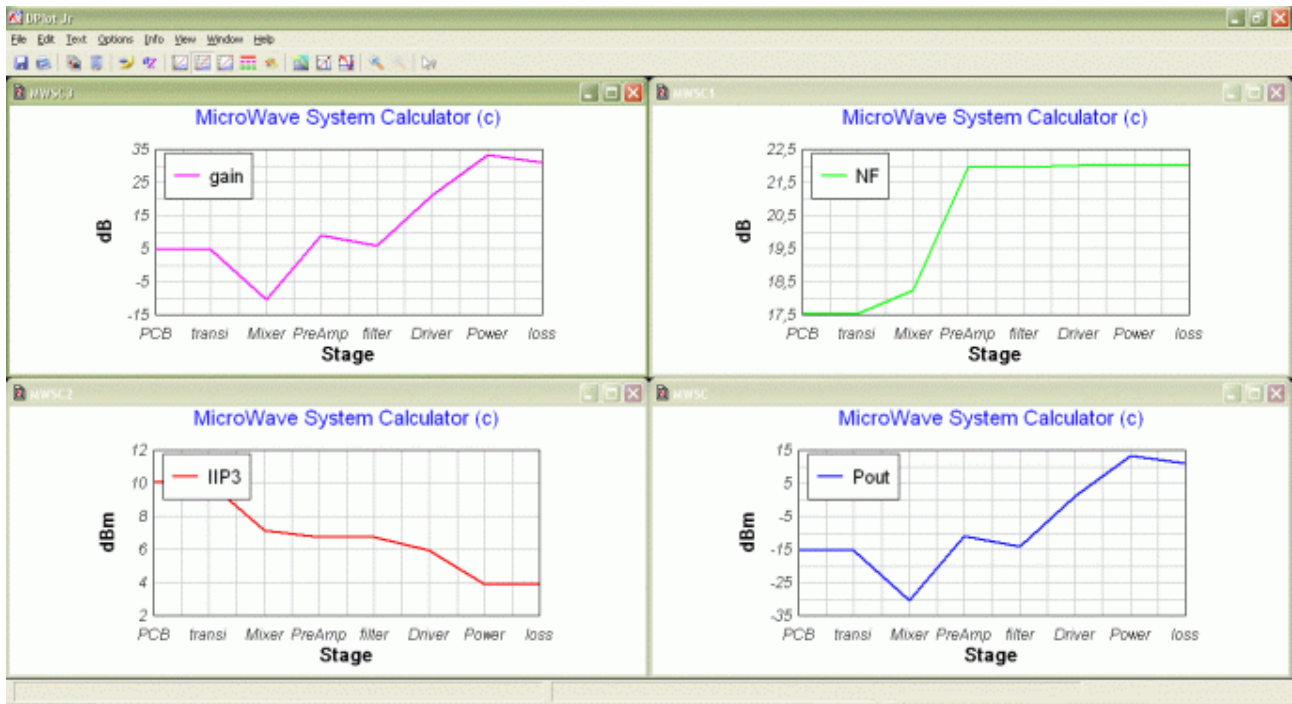 DPlot Jr
File Edit Text Options Info View Window Help
MWSC3
MicroWave System Calculator (c)
35
25
15
5
-5
-15
gain
dB
PCB transi Mixer PreAmp filter Driver Power loss
Stage
MWSC1
MicroWave System Calculator (c)
22,5
21,5
20,5
19,5
18,5
17,5
NF
dB
PCB transi Mixer PreAmp filter Driver Power loss
Stage
MWSC2
MicroWave System Calculator (c)
12
10
8
6
4
2
IIP3
dBm
PCB transi Mixer PreAmp filter Driver Power loss
Stage
MWSC
MicroWave System Calculator (c)
15
5
-5
-15
-25
-35
Pout
dBm
PCB transi Mixer PreAmp filter Driver Power loss
Stage